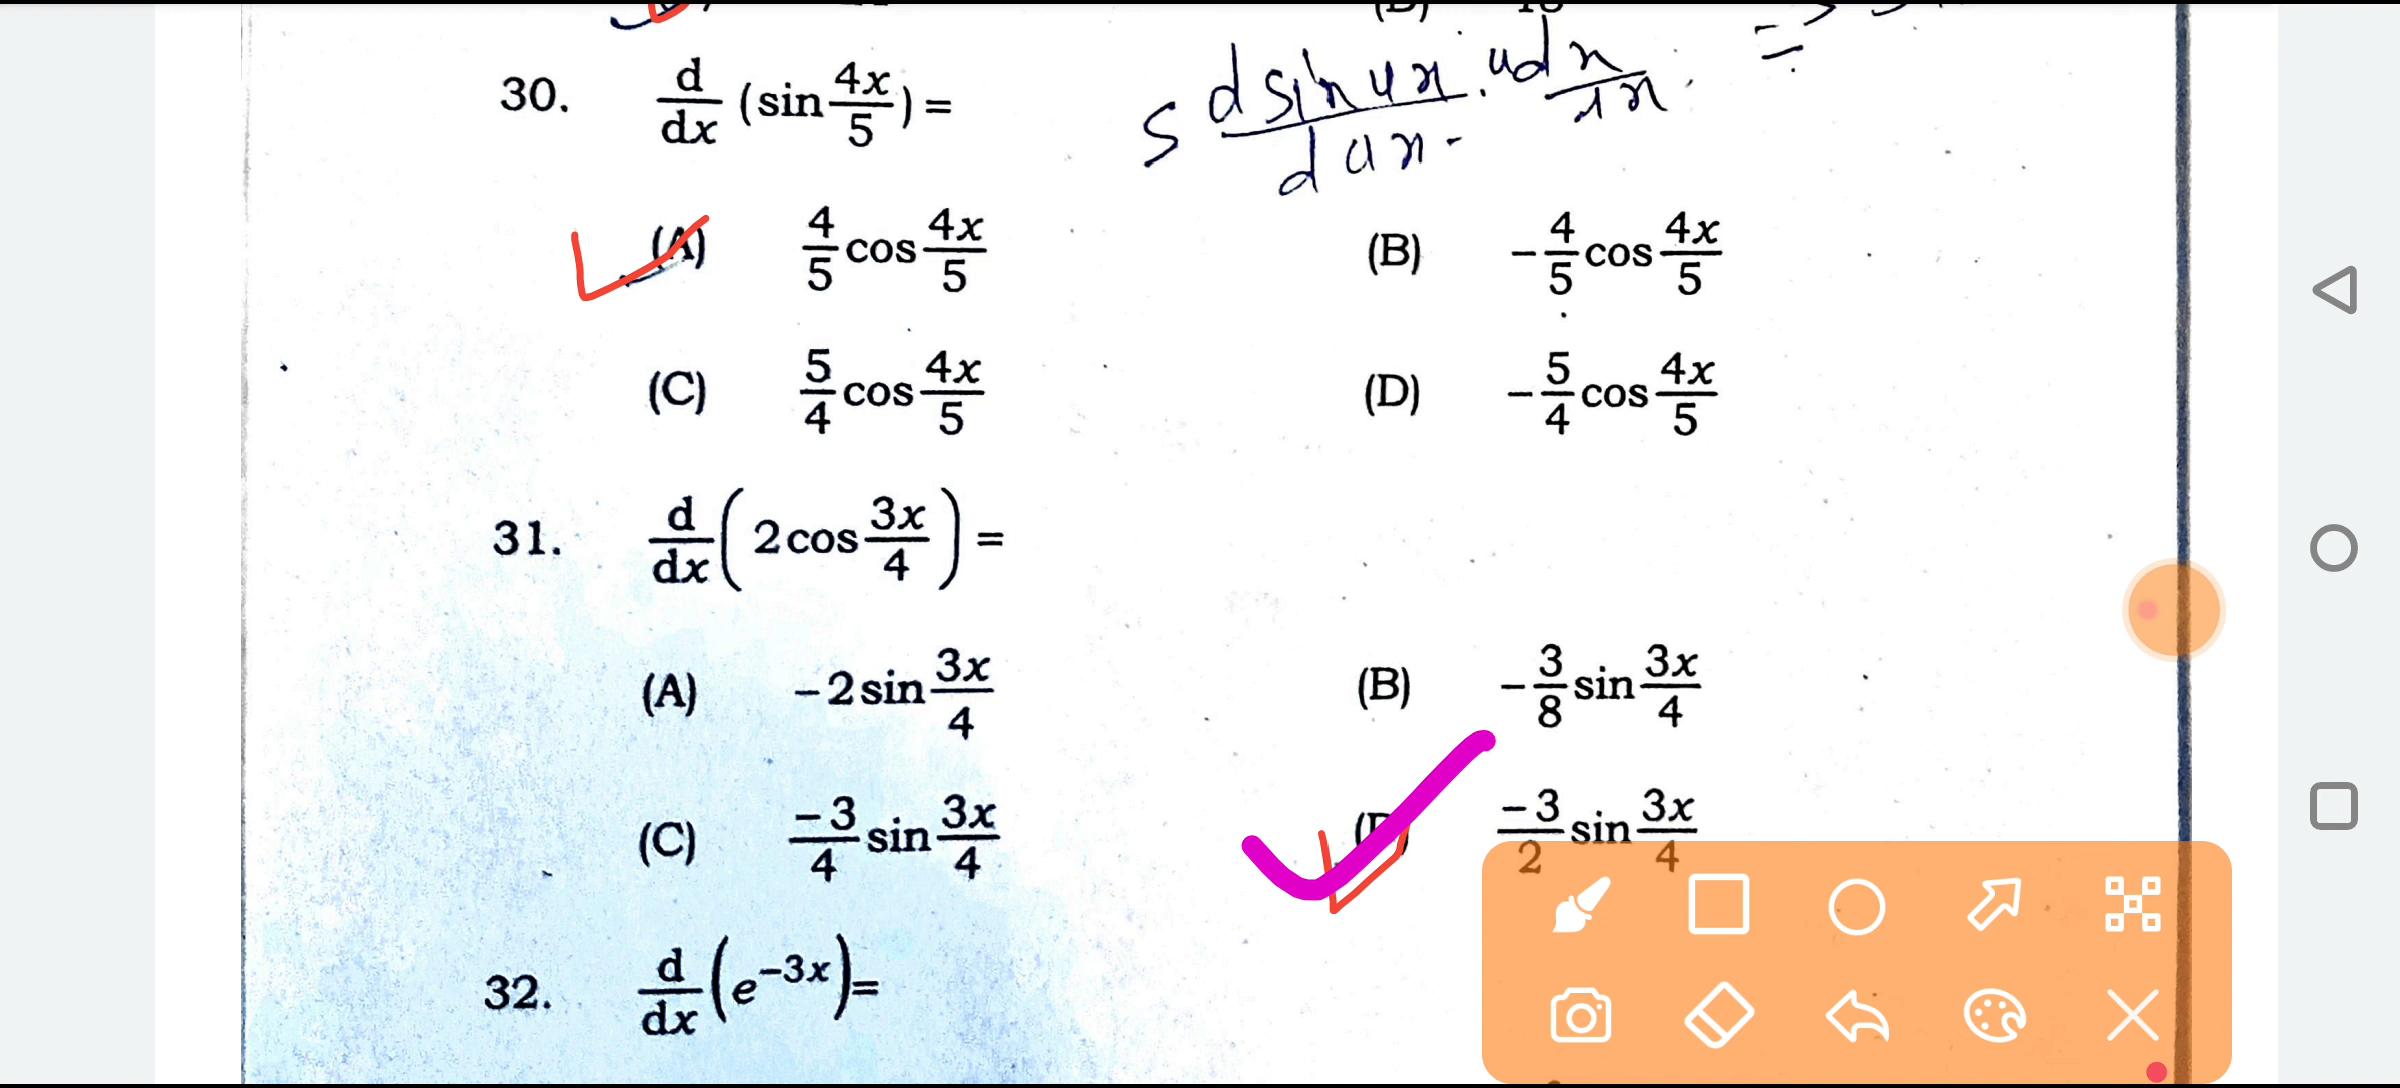 30. d/dx (sin 4x/5) =
(A) 4/5 cos 4x/5 (B) -4/5 cos 4x/5
(C) 5/4 cos 4x/5 (D) -5/4 cos 4x/5
31. d/dx (2cos 3x/4) =
(A) -2 sin 3x/4 (B) -3/8 sin 3x/4
(C) -3/4 sin 3x/4 -3/2 sin 3x/4
32. d/dx (e^-3x) =